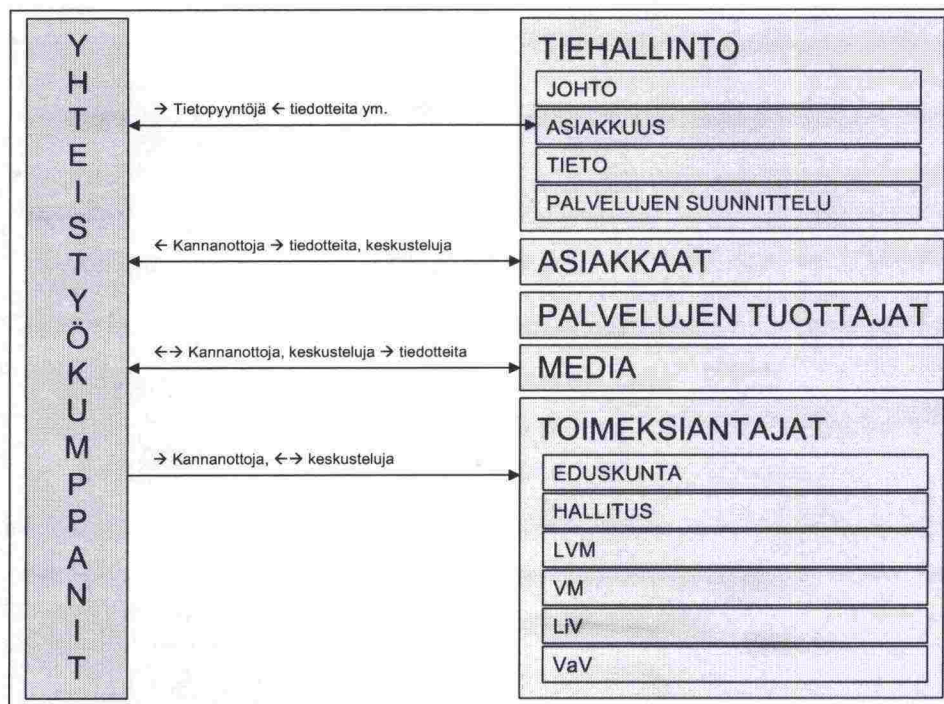 YHTEISTYÖKUMPPANIT
→ Tietopyyntöjä ← tiedotteita ym.
← Kannanottoja → tiedotteita, keskusteluja
←→ Kannanottoja, keskusteluja → tiedotteita
→ Kannanottoja, ←→ keskusteluja
TIEHALLINTO
JOHTO
ASIAKKUUS
TIETO
PALVELUJEN SUUNNITTELU
ASIAKKAAT
PALVELUJEN TUOTTAJAT
MEDIA
TOIMEKSIANTAJAT
EDUSKUNTA
HALLITUS
LVM
VM
LiV
VaV